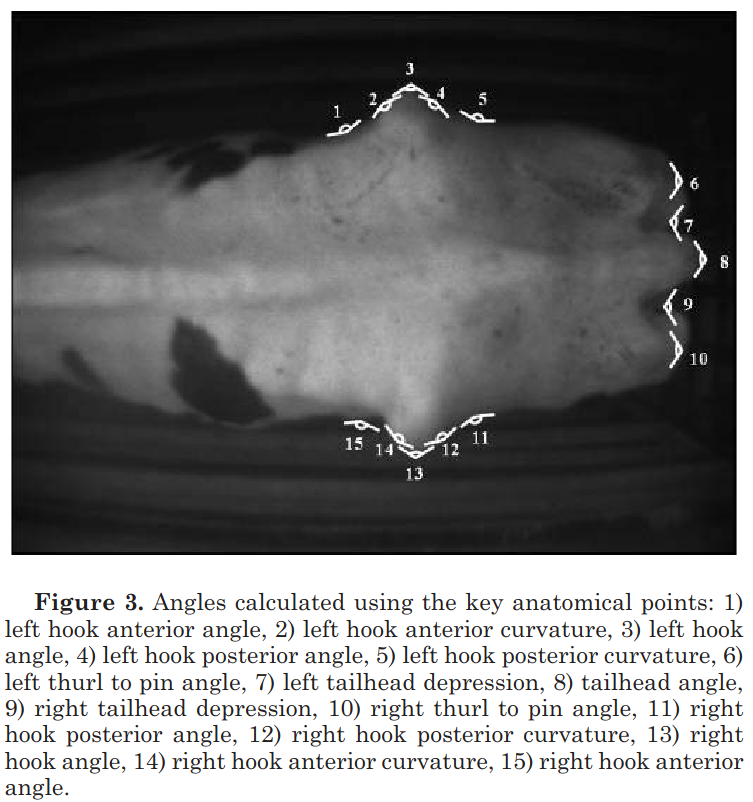 3
2
4
1
5
6
7
8
9
10
11
15
14
12
13
Figure 3. Angles calculated using the key anatomical points: 1)
left hook anterior angle, 2) left hook anterior curvature, 3) left hook
angle, 4) left hook posterior angle, 5) left hook posterior curvature, 6)
left thurl to pin angle, 7) left tailhead depression, 8) tailhead angle,
9) right tailhead depression, 10) right thurl to pin angle, 11) right
hook posterior angle, 12) right hook posterior curvature, 13) right
hook angle, 14) right hook anterior curvature, 15) right hook anterior
angle.